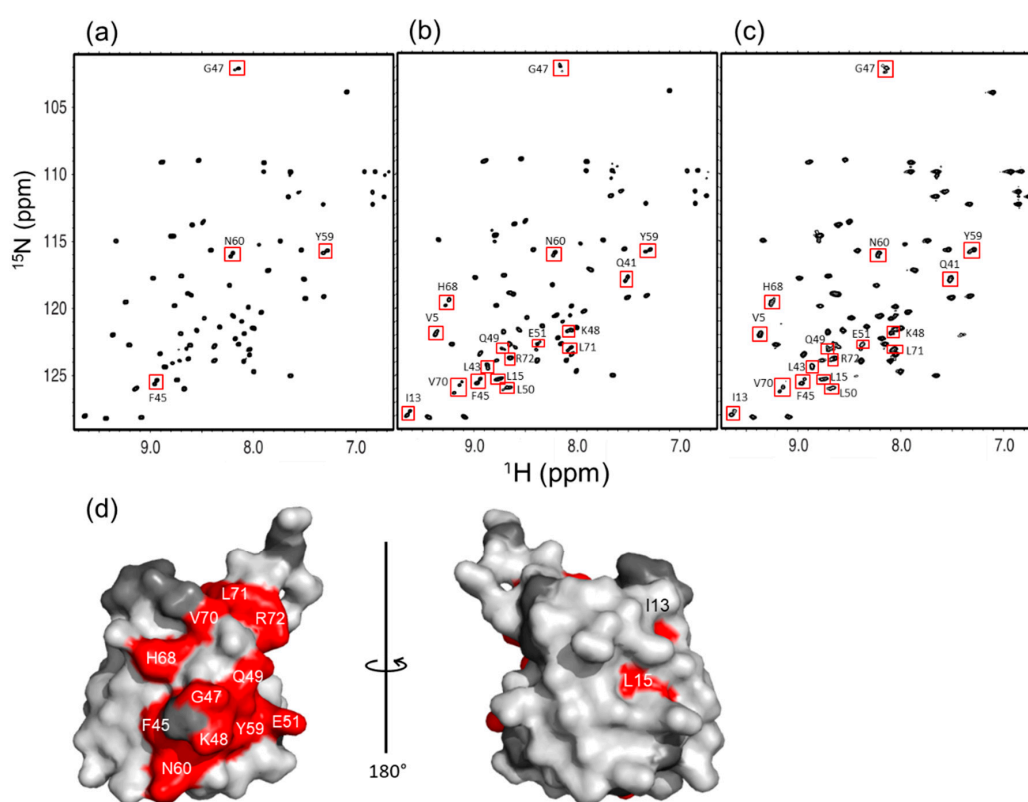 (a)
(b)
(c)
G47
G47
G47
105
110
115
120
125
¹⁵N (ppm)
N60
Y59
F45
9.0
8.0
7.0
N60
Y59
Q41
H68
V5
E51
K48
Q49
L71
R72
L43
L15
V70
F45
L50
I13
9.0
8.0
7.0
N60
Y59
Q41
H68
V5
E51
K48
Q49
L71
R72
L43
L15
V70
F45
L50
I13
9.0
8.0
7.0
¹H (ppm)
(d)
L71
V70
R72
H68
Q49
G47
F45
Y59
E51
K48
N60
180°
I13
L15